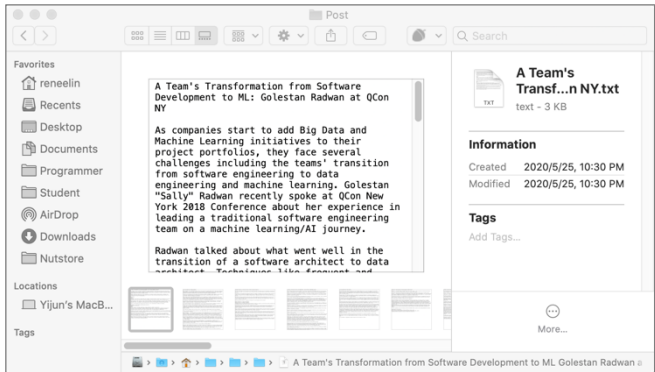 Post
Search
Favorites
reneelin
Recents
Desktop
Documents
Programmer
Student
AirDrop
Downloads
Nutstore
Locations
Yijun's MacB...
Tags
A Team's Transformation from Software
Development to ML: Golestan Radwan at QCon
NY
As companies start to add Big Data and
Machine Learning initiatives to their
project portfolios, they face several
challenges including the teams' transition
from software engineering to data
engineering and machine learning. Golestan
"Sally" Radwan recently spoke at QCon New
York 2018 Conference about her experience in
leading a traditional software engineering
team on a machine learning/AI journey.
Radwan talked about what went well in the
transition of a software architect to data
architect. Techniques like frequent and
A Team's Transformation from Software Development to ML Golestan Radwan a
TXT
A Team's
Transf...n NY.txt
text - 3 KB
Information
Created 2020/5/25, 10:30 PM
Modified 2020/5/25, 10:30 PM
Tags
Add Tags...
More...